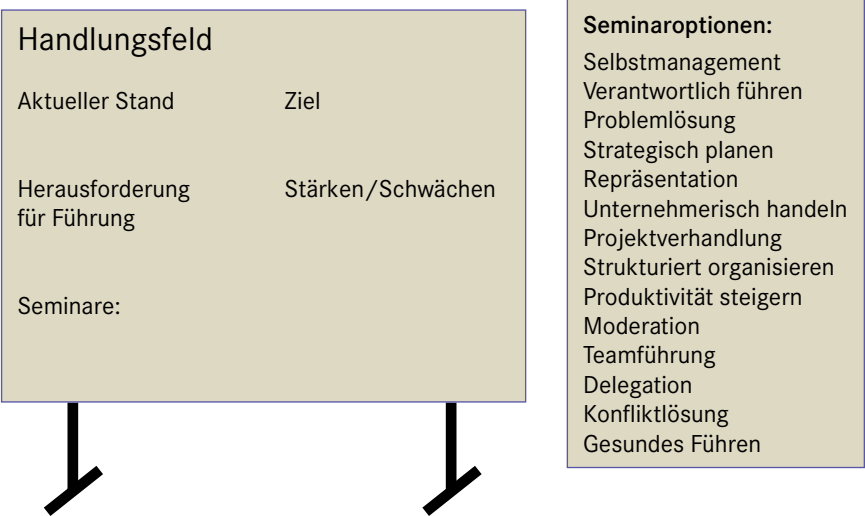 Handlungsfeld
Aktueller Stand
Ziel
Herausforderung
für Führung
Stärken/Schwächen
Seminare:
Seminaroptionen:
Selbstmanagement
Verantwortlich führen
Problemlösung
Strategisch planen
Repräsentation
Unternehmerisch handeln
Projektverhandlung
Strukturiert organisieren
Produktivität steigern
Moderation
Teamführung
Delegation
Konfliktlösung
Gesundes Führen